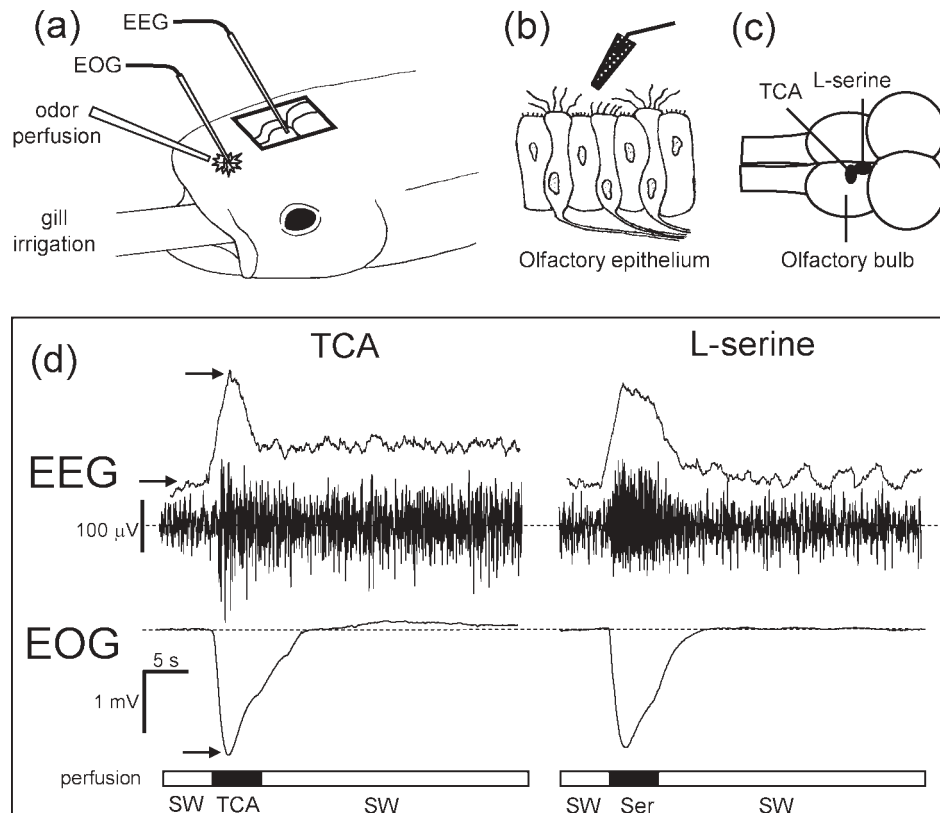 (a)
EEG
EOG
odor
perfusion
gill
irrigation
(b)
Olfactory epithelium
(c)
L-serine
TCA
Olfactory bulb
(d)
TCA
L-serine
EEG
100 μV
EOG
5 s
1 mV
perfusion
SW TCA SW
SW Ser SW